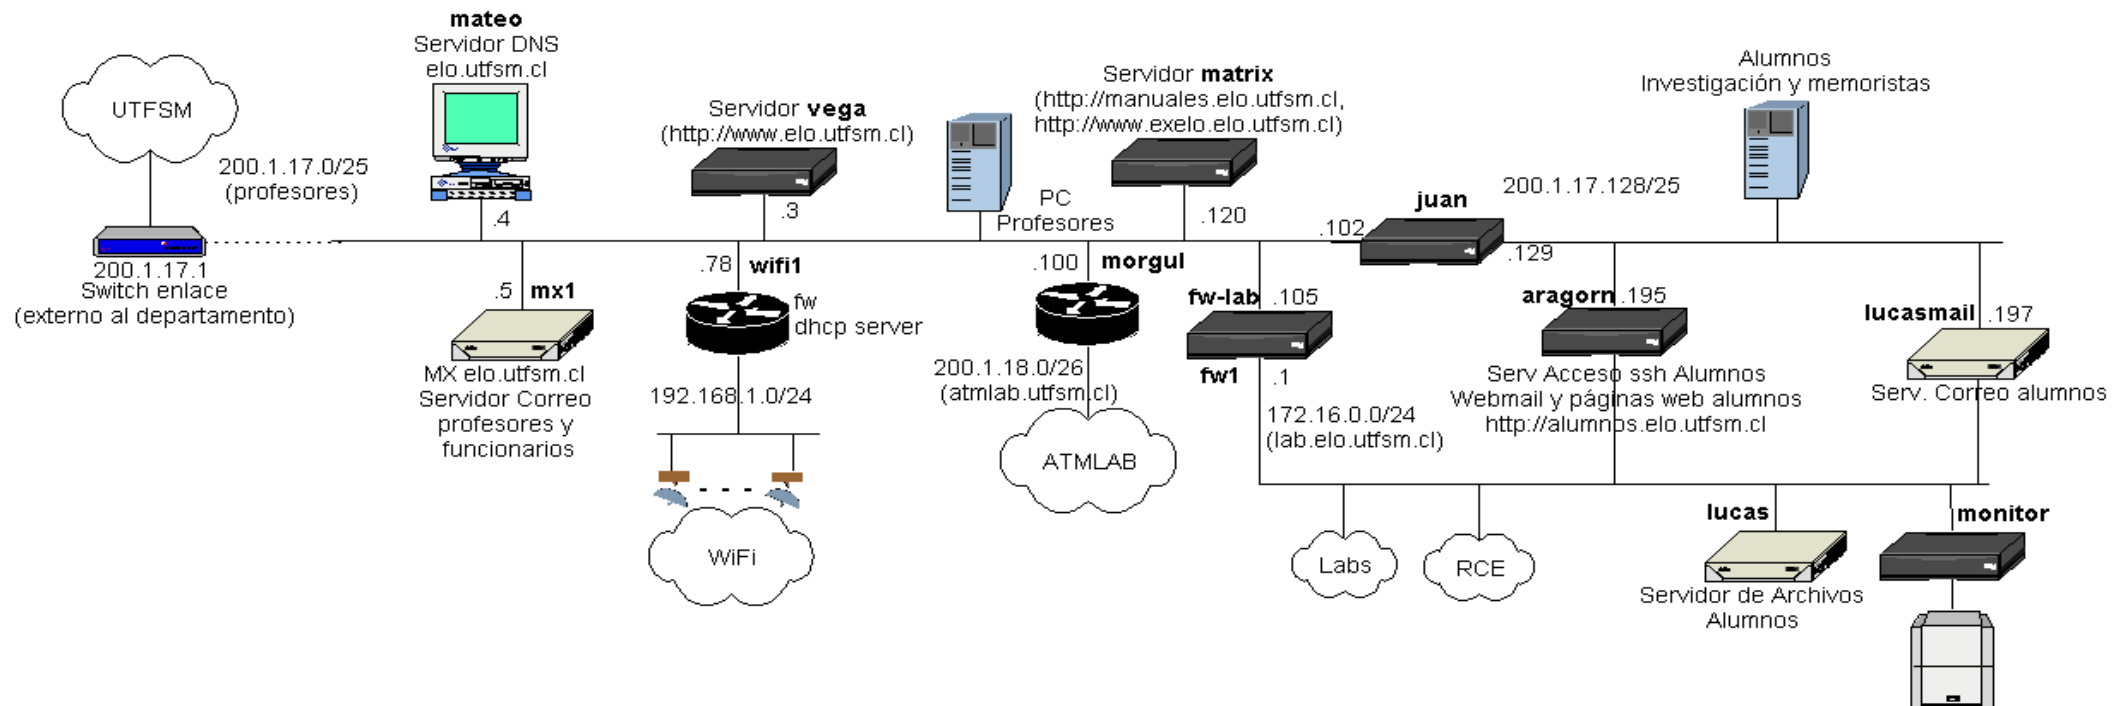 mateo
Servidor DNS
elo.utfsm.cl
UTFSM
200.1.17.0/25
(profesores)
.4
Servidor vega
(http://www.elo.utfsm.cl)
.3
PC
Profesores
Servidor matrix
(http://manuales.elo.utfsm.cl,
http://www.exelo.elo.utfsm.cl)
.120
.102
juan
.129
200.1.17.128/25
Alumnos
Investigación y memoristas
200.1.17.1
Switch enlace
(externo al departamento)
.5
mx1
MX elo.utfsm.cl
Servidor Correo
profesores y
funcionarios
.78
wifi1
fw
dhcp server
192.168.1.0/24
WiFi
.100
morgul
200.1.18.0/26
(atmlab.utfsm.cl)
ATMLAB
fw-lab
.105
fw1
.1
172.16.0.0/24
(lab.elo.utfsm.cl)
aragorn
.195
Serv Acceso ssh Alumnos
Webmail y páginas web alumnos
http://alumnos.elo.utfsm.cl
lucasmail
.197
Serv. Correo alumnos
Labs
RCE
lucas
Servidor de Archivos
Alumnos
monitor